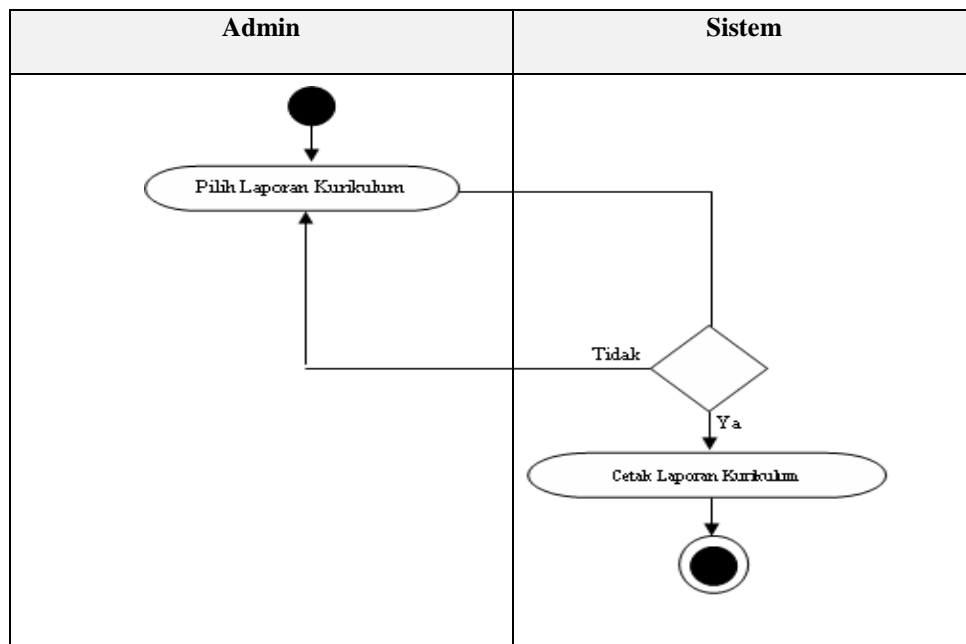 Admin
Sistem
Pilih Laporan Kurikulum
Tidak
Ya
Cetak Laporan Kurikulum